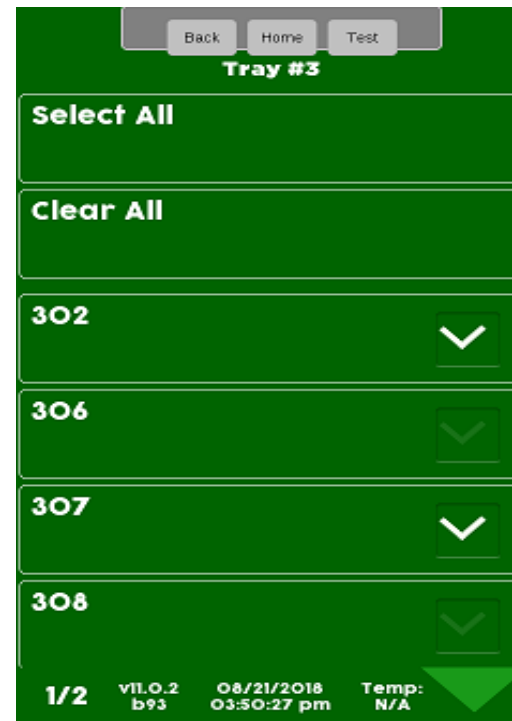 Back Home Test
Tray #3
Select All
Clear All
302
306
307
308
1/2 v11.0.2 b93 08/21/2018 03:50:27 pm Temp: N/A